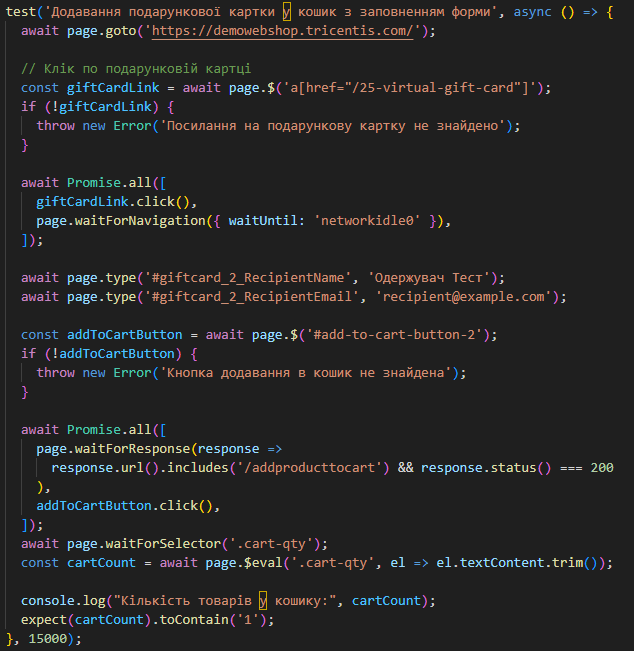 test('Додавання подарункової картки у кошик з заповненням форми', async () => {
  await page.goto('https://demowebshop.tricentis.com/');

  // Клік по подарунковій картці
  const giftCardLink = await page.$('a[href="/25-virtual-gift-card"]');
  if (!giftCardLink) {
    throw new Error('Посилання на подарункову картку не знайдено');
  }

  await Promise.all([
    giftCardLink.click(),
    page.waitForNavigation({ waitUntil: 'networkidle0' }),
  ]);

  await page.type('#giftcard_2_RecipientName', 'Одержувач Тест');
  await page.type('#giftcard_2_RecipientEmail', 'recipient@example.com');

  const addToCartButton = await page.$('#add-to-cart-button-2');
  if (!addToCartButton) {
    throw new Error('Кнопка додавання в кошик не знайдена');
  }

  await Promise.all([
    page.waitForResponse(response =>
      response.url().includes('/addproducttocart') && response.status() === 200
    ),
    addToCartButton.click(),
  ]);
  await page.waitForSelector('.cart-qty');
  const cartCount = await page.$eval('.cart-qty', el => el.textContent.trim());

  console.log("Кількість товарів у кошику:", cartCount);
  expect(cartCount).toContain('1');
}, 15000);